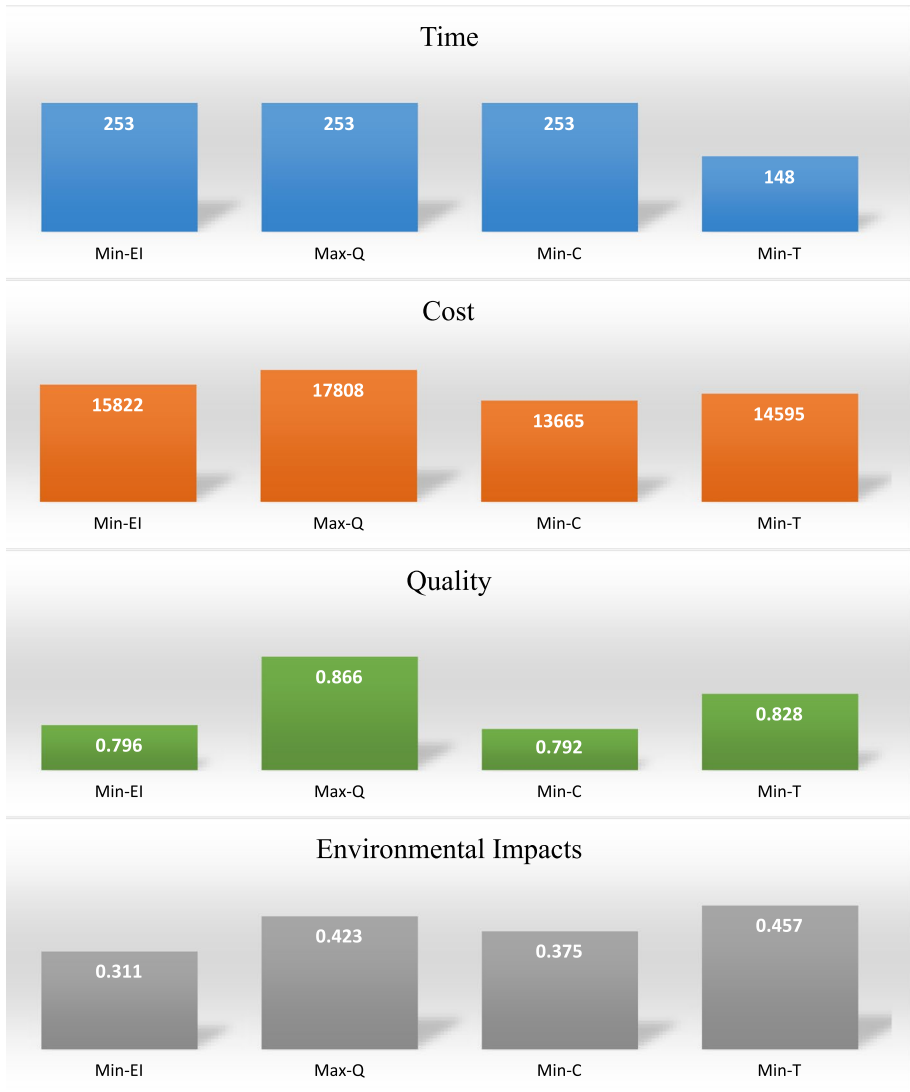 Time
253 253 253 148
Min-EI Max-Q Min-C Min-T
Cost
15822 17808 13665 14595
Min-EI Max-Q Min-C Min-T
Quality
0.796 0.866 0.792 0.828
Min-EI Max-Q Min-C Min-T
Environmental Impacts
0.311 0.423 0.375 0.457
Min-EI Max-Q Min-C Min-T